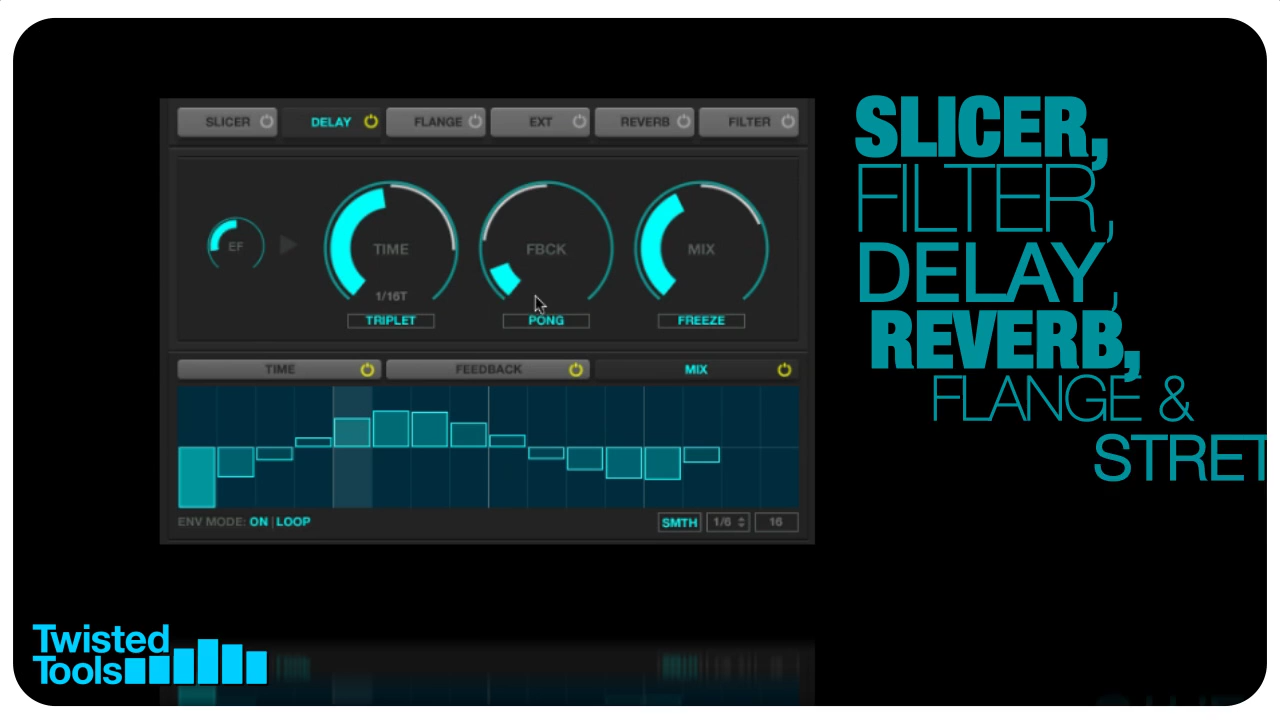 SLICER DELAY FLANGE EXT REVERB FILTER
EF TIME FBCK MIX
1/16T
TRIPLET PONG FREEZE
TIME FEEDBACK MIX
ENV MODE: ON | LOOP SMTH 1/6 16
SLICER,
FILTER,
DELAY,
REVERB,
FLANGE &
STRET
Twisted
Tools